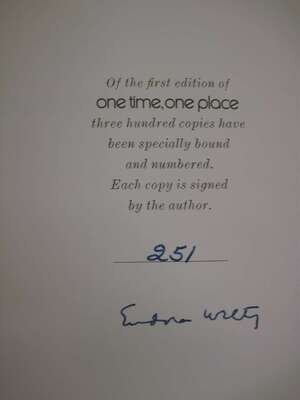 Of the first edition of
one time, one place
three hundred copies have
been specially bound
and numbered.
Each copy is signed
by the author.
251
Eudora Welty